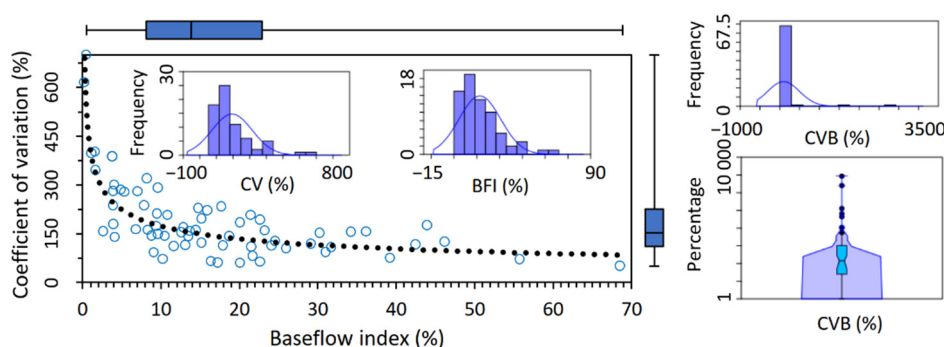 Coefficient of variation (%)
600
450
300
150
0
0 10 20 30 40 50 60 70
Baseflow index (%)
Frequency
30
0
−100 800
CV (%)
18
0
−15 90
BFI (%)
Frequency
67.5
0
−1000 3500
CVB (%)
Percentage
10 000
1
CVB (%)